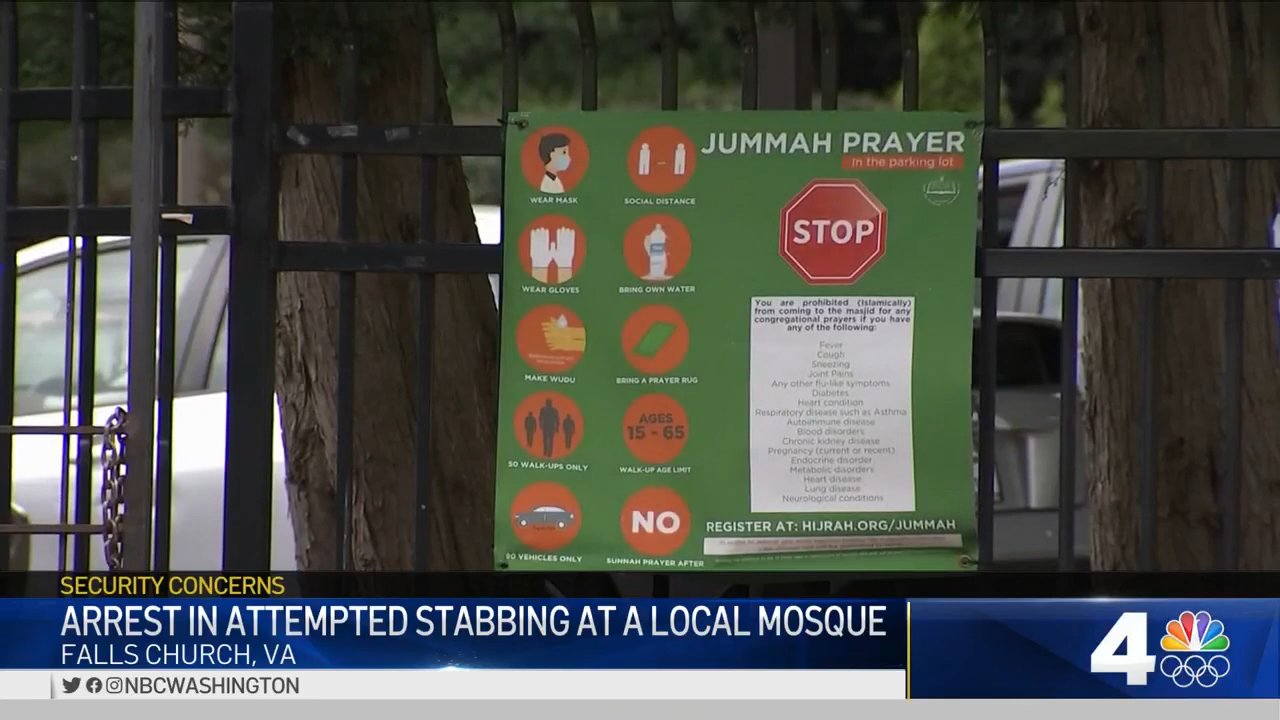 JUMMAH PRAYER
In the parking lot
WEAR MASK
SOCIAL DISTANCE
STOP
WEAR GLOVES
BRING OWN WATER
You are prohibited (Islamically)
from coming to the masjid for any
congregational prayers if you have
any of the following:
Fever
Cough
Sneezing
Joint Pains
Any other flu-like symptoms
Diabetes
Heart condition
Respiratory disease such as Asthma
Autoimmune disease
Blood disorders
Chronic kidney disease
Pregnancy (current or recent)
Endocrine disorder
Metabolic disorders
Heart disease
Lung disease
Neurological conditions
MAKE WUDU
BRING A PRAYER RUG
AGES
15 - 65
50 WALK-UPS ONLY
WALK-UP AGE LIMIT
NO
90 VEHICLES ONLY
SUNNAH PRAYER AFTER
REGISTER AT: HIJRAH.ORG/JUMMAH
SECURITY CONCERNS
ARREST IN ATTEMPTED STABBING AT A LOCAL MOSQUE
FALLS CHURCH, VA
4
NBCWASHINGTON